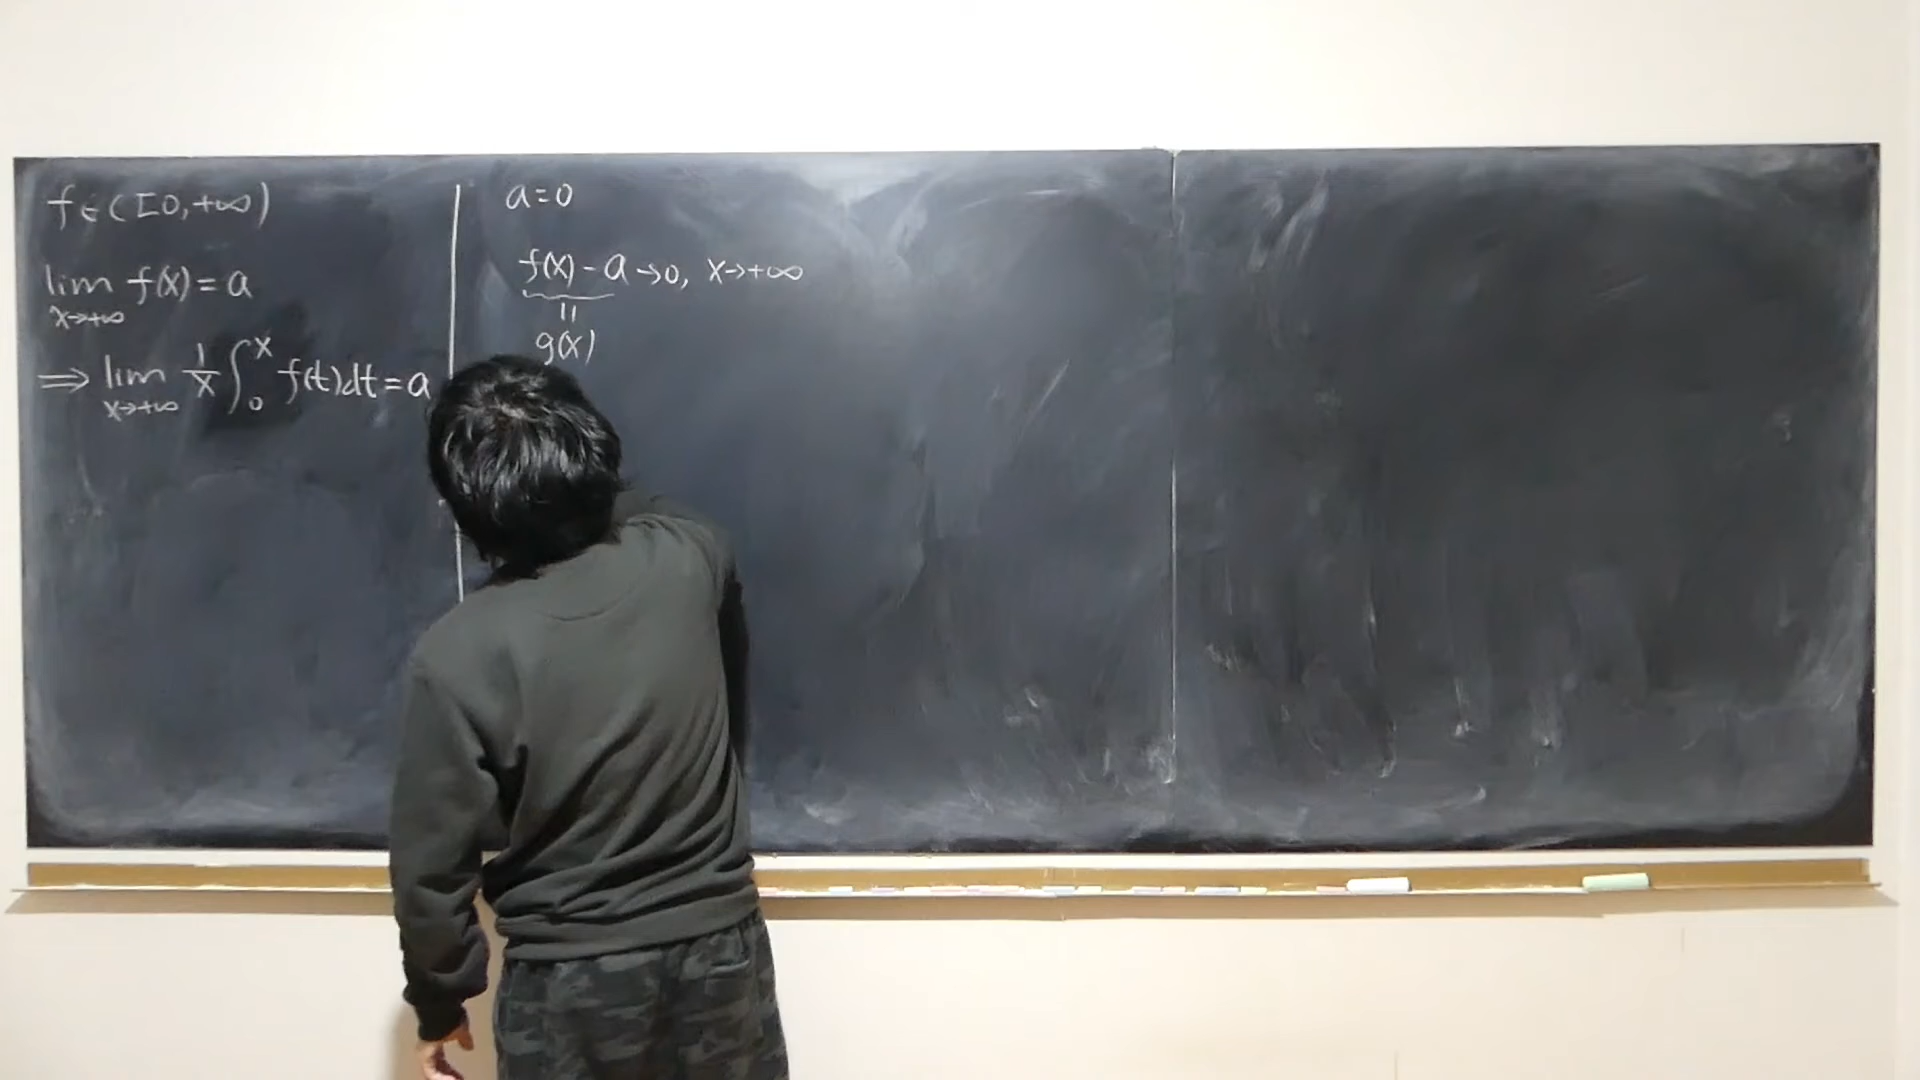 f∈C[0,+∞)
lim f(x) = a
x→+∞
⇒ lim 1/x ∫₀ˣ f(t)dt = a
x→+∞
a=0
f(x) - a → 0, x→+∞
||
g(x)